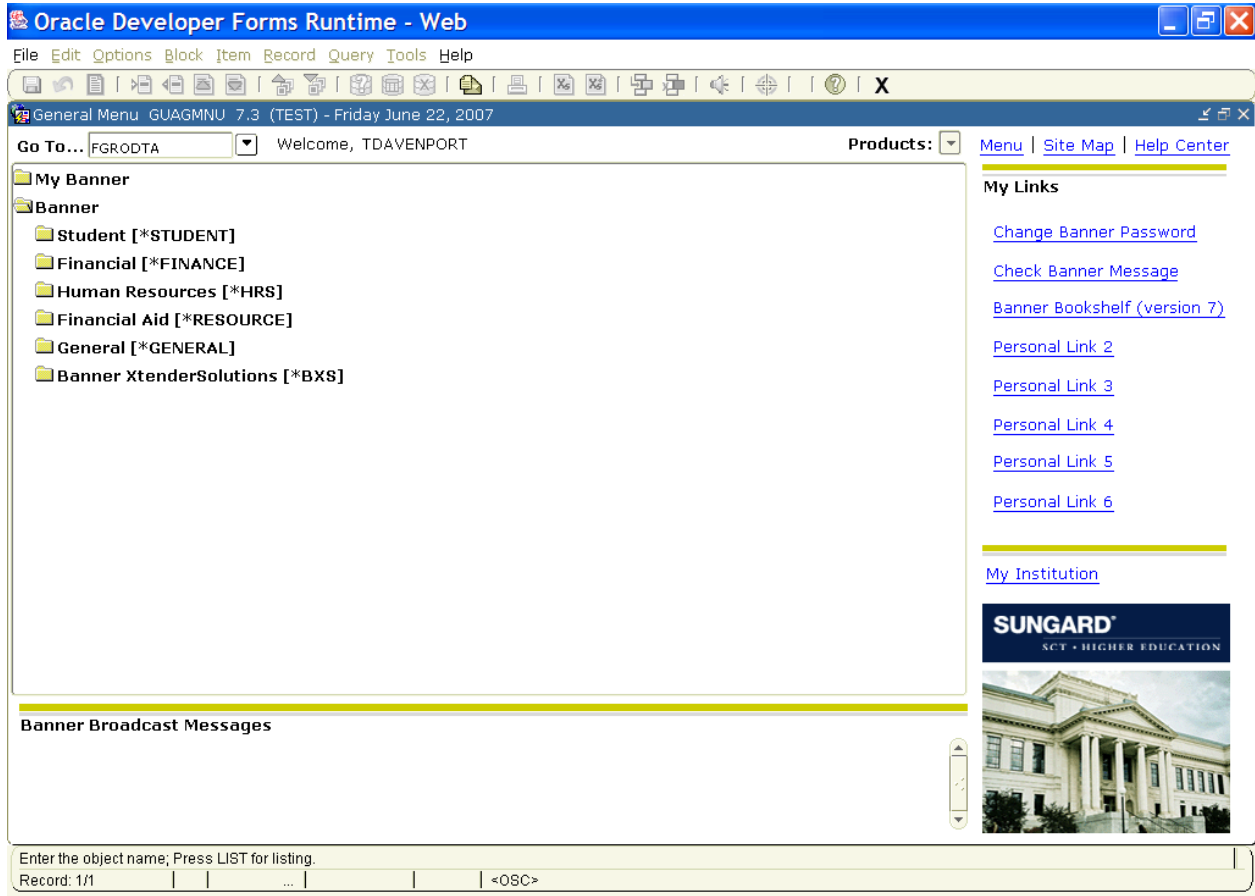 Oracle Developer Forms Runtime - Web
File Edit Options Block Item Record Query Tools Help
General Menu GUAGMNU 7.3 (TEST) - Friday June 22, 2007
Go To... FGRODTA Welcome, TDAVENPORT Products:
Menu | Site Map | Help Center
My Banner
Banner
Student [*STUDENT]
Financial [*FINANCE]
Human Resources [*HRS]
Financial Aid [*RESOURCE]
General [*GENERAL]
Banner XtenderSolutions [*BXS]
My Links
Change Banner Password
Check Banner Message
Banner Bookshelf (version 7)
Personal Link 2
Personal Link 3
Personal Link 4
Personal Link 5
Personal Link 6
My Institution
SUNGARD®
SCT • HIGHER EDUCATION
Banner Broadcast Messages
Enter the object name; Press LIST for listing.
Record: 1/1 ... <OSC>